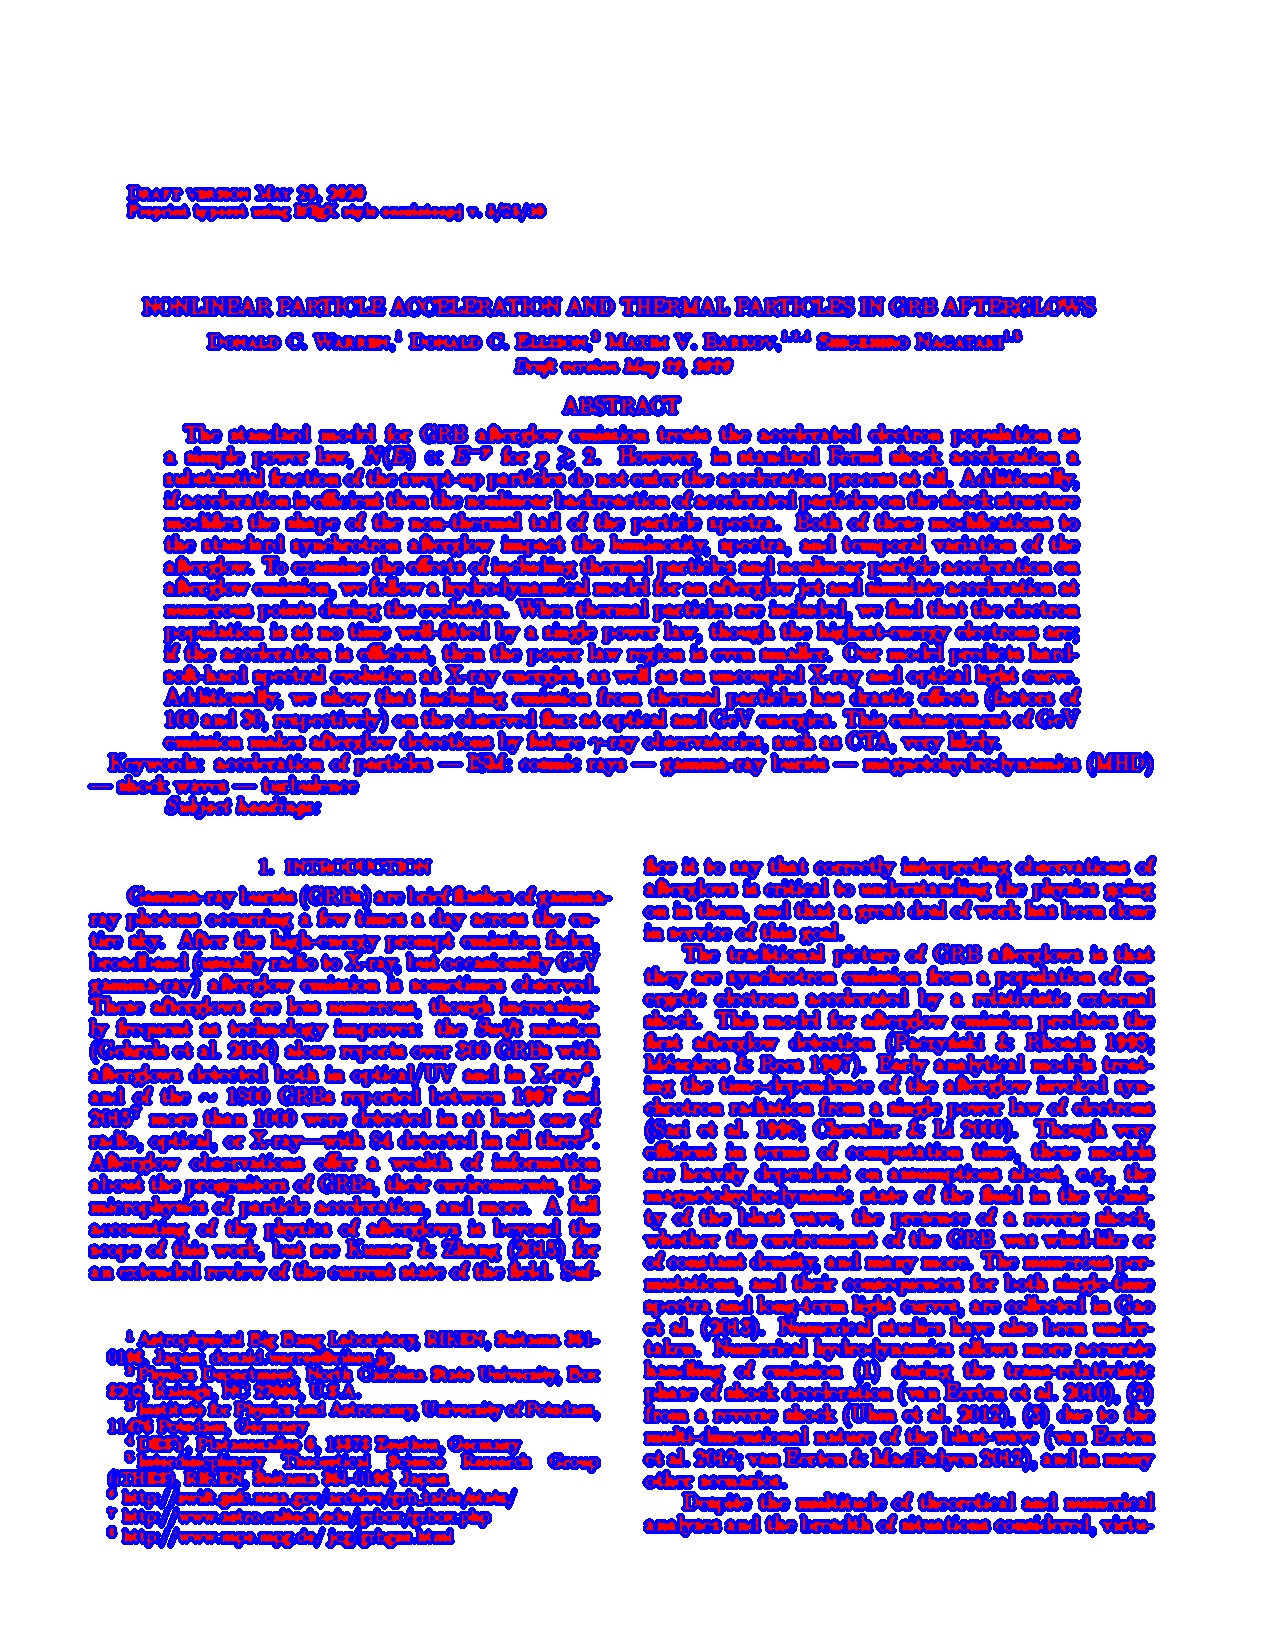 DRAFT VERSION MAY 29, 2020
Preprint typeset using LATEX style emulateapj v. 5/25/10
NONLINEAR PARTICLE ACCELERATION AND THERMAL PARTICLES IN GRB AFTERGLOWS
DONALD C. WARREN,1 DONALD C. ELLISON,2 MAXIM V. BARKOV,1,3,4 SHIGEHIRO NAGATAKI1,5
Draft version May 29, 2020
ABSTRACT
The standard model for GRB afterglow emission treats the accelerated electron population as
a simple power law, N(E) ∝ E−p for p ≳ 2. However, in standard Fermi shock acceleration a
substantial fraction of the swept-up particles do not enter the acceleration process at all. Additionally,
if acceleration is efficient then the nonlinear backreaction of accelerated particles on the shock structure
modifies the shape of the non-thermal tail of the particle spectra. Both of these modifications to
the standard synchrotron afterglow impact the luminosity, spectra, and temporal variation of the
afterglow. To examine the effects of including thermal particles and nonlinear particle acceleration on
afterglow emission, we follow a hydrodynamical model for an afterglow jet and simulate acceleration at
numerous points during the evolution. When thermal particles are included, we find that the electron
population is at no time well-fitted by a single power law, though the highest-energy electrons are;
if the acceleration is efficient, then the power law region is even smaller. Our model predicts hard-
soft-hard spectral evolution at X-ray energies, as well as an uncoupled X-ray and optical light curve.
Additionally, we show that including emission from thermal particles has drastic effects (factors of
100 and 30, respectively) on the observed flux at optical and GeV energies. This enhancement of GeV
emission makes afterglow detections by future γ-ray observatories, such as CTA, very likely.
Keywords: acceleration of particles — ISM: cosmic rays — gamma-ray bursts — magnetohydrodynamics (MHD)
— shock waves — turbulence
Subject headings:
1. INTRODUCTION
Gamma-ray bursts (GRBs) are brief flashes of gamma-
ray photons occurring a few times a day across the en-
tire sky. After the high-energy prompt emission fades,
broadband (usually radio to X-ray, but occasionally GeV
gamma-ray) afterglow emission is sometimes observed.
These afterglows are less numerous, though increasing-
ly frequent as technology improves: the Swift mission
(Gehrels et al. 2004) alone reports over 300 GRBs with
afterglows detected both in optical/UV and in X-ray6,
and of the ∼ 1800 GRBs reported between 1997 and
20157 more than 1000 were detected in at least one of
radio, optical, or X-ray—with 84 detected in all three8.
Afterglow observations offer a wealth of information
about the progenitors of GRBs, their environments, the
microphysics of particle acceleration, and more. A full
accounting of the physics of afterglows is beyond the
scope of this work, but see Kumar & Zhang (2015) for
an extended review of the current state of the field. Suf-
1 Astrophysical Big Bang Laboratory, RIKEN, Saitama 351-
0198, Japan; donald.warren@riken.jp
2 Physics Department, North Carolina State University, Box
8202, Raleigh, NC 27695, U.S.A.
3 Institute for Physics and Astronomy, University of Potsdam,
11476 Potsdam, Germany
4 DESY, Platanenallee 6, 15738 Zeuthen, Germany
5 Interdisciplinary Theoretical Science Research Group
(iTHES), RIKEN, Saitama 351-0198, Japan
6 http://swift.gsfc.nasa.gov/archive/grb_table/stats/
7 http://www.astro.caltech.edu/grbox/grbox.php
8 http://www.mpe.mpg.de/ jcg/grbgen.html
fice it to say that correctly interpreting observations of
afterglows is critical to understanding the physics going
on in them, and that a great deal of work has been done
in service of this goal.
The traditional picture of GRB afterglows is that
they are synchrotron emission from a population of en-
ergetic electrons accelerated by a relativistic external
shock. This model for afterglow emission predates the
first afterglow detection (Paczyński & Rhoads 1993;
Mészáros & Rees 1997). Early analytical models treat-
ing the time-dependence of the afterglow invoked syn-
chrotron radiation from a single power law of electrons
(Sari et al. 1998; Chevalier & Li 2000). Though very
efficient in terms of computation time, these models
are heavily dependent on assumptions about, e.g., the
magnetohydrodynamic state of the fluid in the vicini-
ty of the blast wave, the presence of a reverse shock,
whether the environment of the GRB was wind-like or
of constant density, and many more. The numerous per-
mutations, and their consequences for both single-time
spectra and long-term light curves, are collected in Gao
et al. (2013). Numerical studies have also been under-
taken. Numerical hydrodynamics allows more accurate
handling of emission (1) during the trans-relativistic
phase of shock deceleration (van Eerten et al. 2010), (2)
from a reverse shock (Uhm et al. 2012), (3) due to the
multi-dimensional nature of the blast-wave (van Eerten
et al. 2012; van Eerten & MacFadyen 2012), and in many
other scenarios.
Despite the multitude of theoretical and numerical
analyses and the breadth of situations considered, virtu-